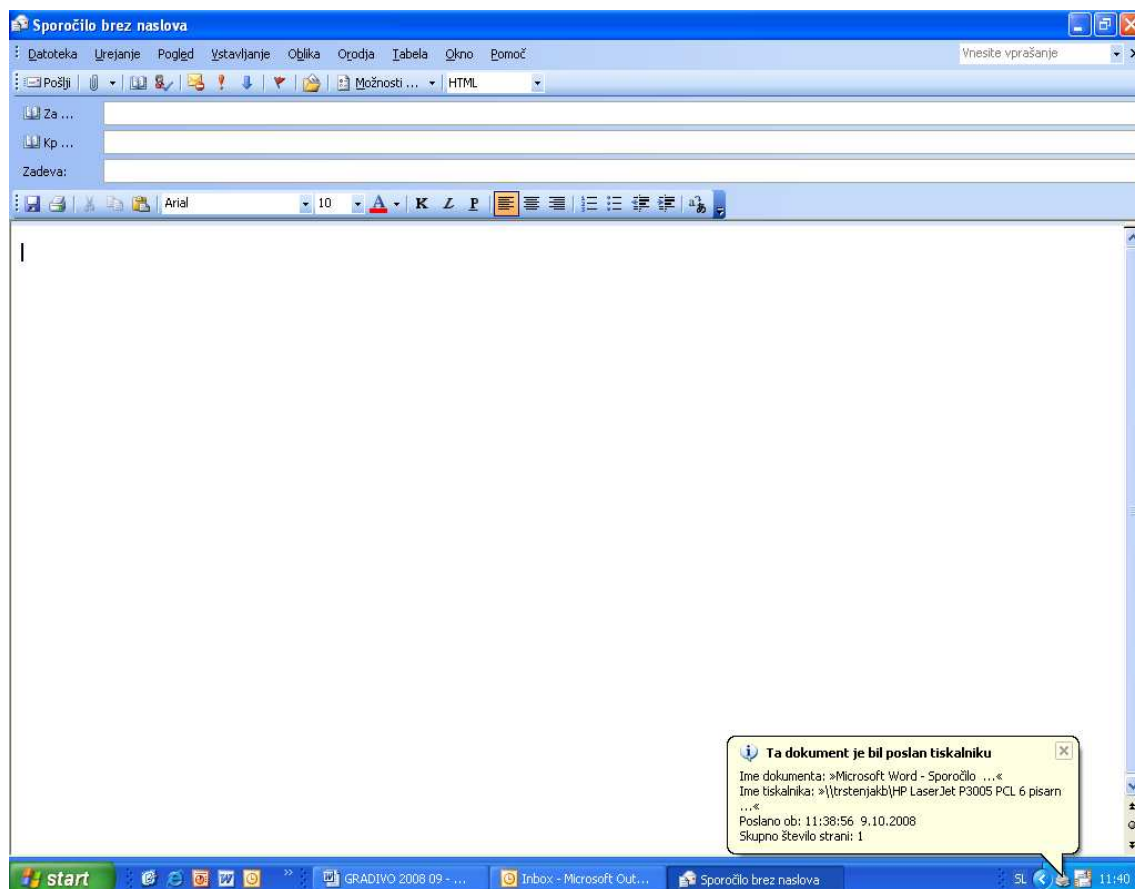 Sporočilo brez naslova
Datoteka Urejanje Pogled Vstavljanje Oblika Orodja Tabela Okno Pomoč Vnesite vprašanje
Pošlji Možnosti ... HTML
Za ...
Kp ...
Zadeva:
Arial 10 A K L P
Ta dokument je bil poslan tiskalniku
Ime dokumenta: »Microsoft Word - Sporočilo ...«
Ime tiskalnika: »\\trstenjakb\HP LaserJet P3005 PCL 6 pisarn
...«
Poslano ob: 11:38:56 9.10.2008
Skupno število strani: 1
start GRADIVO 2008 09 - ... Inbox - Microsoft Out... Sporočilo brez naslova SL 11:40